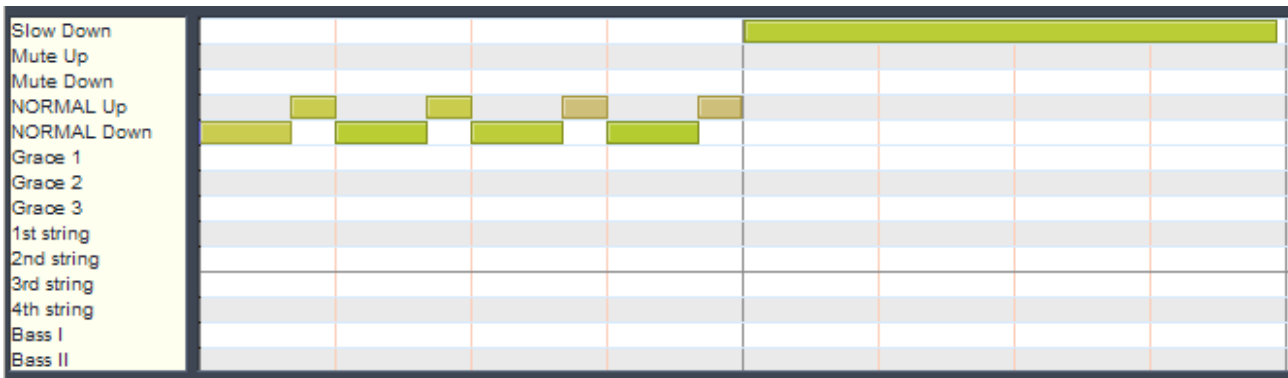 Slow Down
Mute Up
Mute Down
NORMAL Up
NORMAL Down
Grace 1
Grace 2
Grace 3
1st string
2nd string
3rd string
4th string
Bass I
Bass II